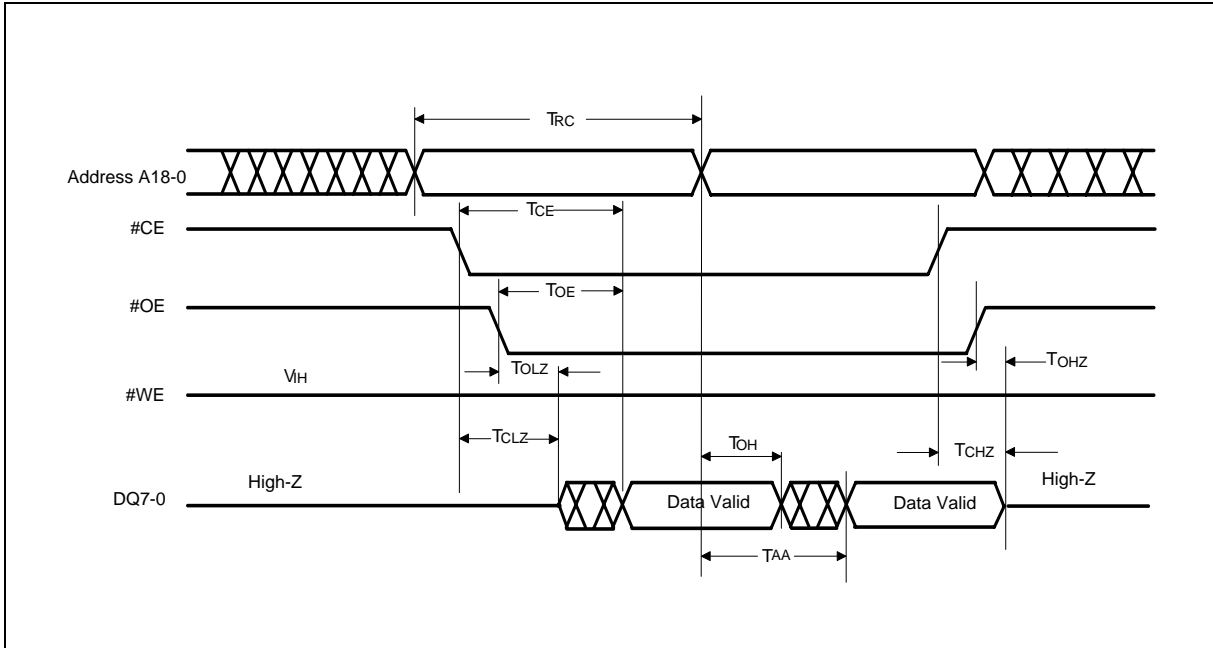 TRC
Address A18-0
TCE
#CE
TOE
#OE
TOLZ
TOHZ
VIH
#WE
TCLZ
TOH
TCHZ
High-Z
Data Valid
Data Valid
High-Z
DQ7-0
TAA